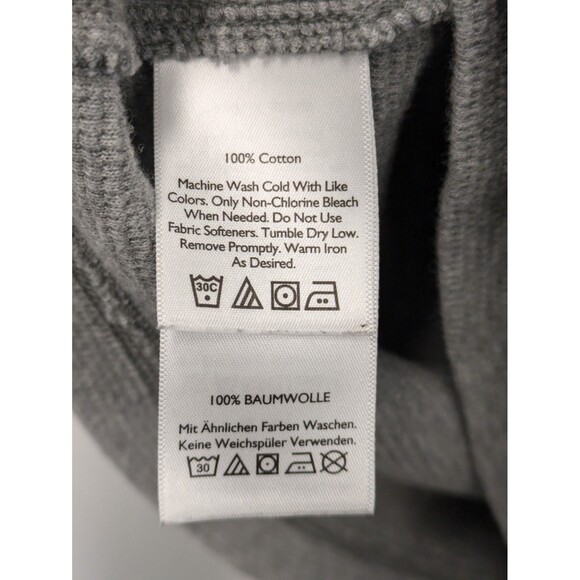 100% Cotton
Machine Wash Cold With Like
Colors. Only Non-Chlorine Bleach
When Needed. Do Not Use
Fabric Softeners. Tumble Dry Low.
Remove Promptly. Warm Iron
As Desired.
30C
100% BAUMWOLLE
Mit Ähnlichen Farben Waschen.
Keine Weichspüler Verwenden.
30